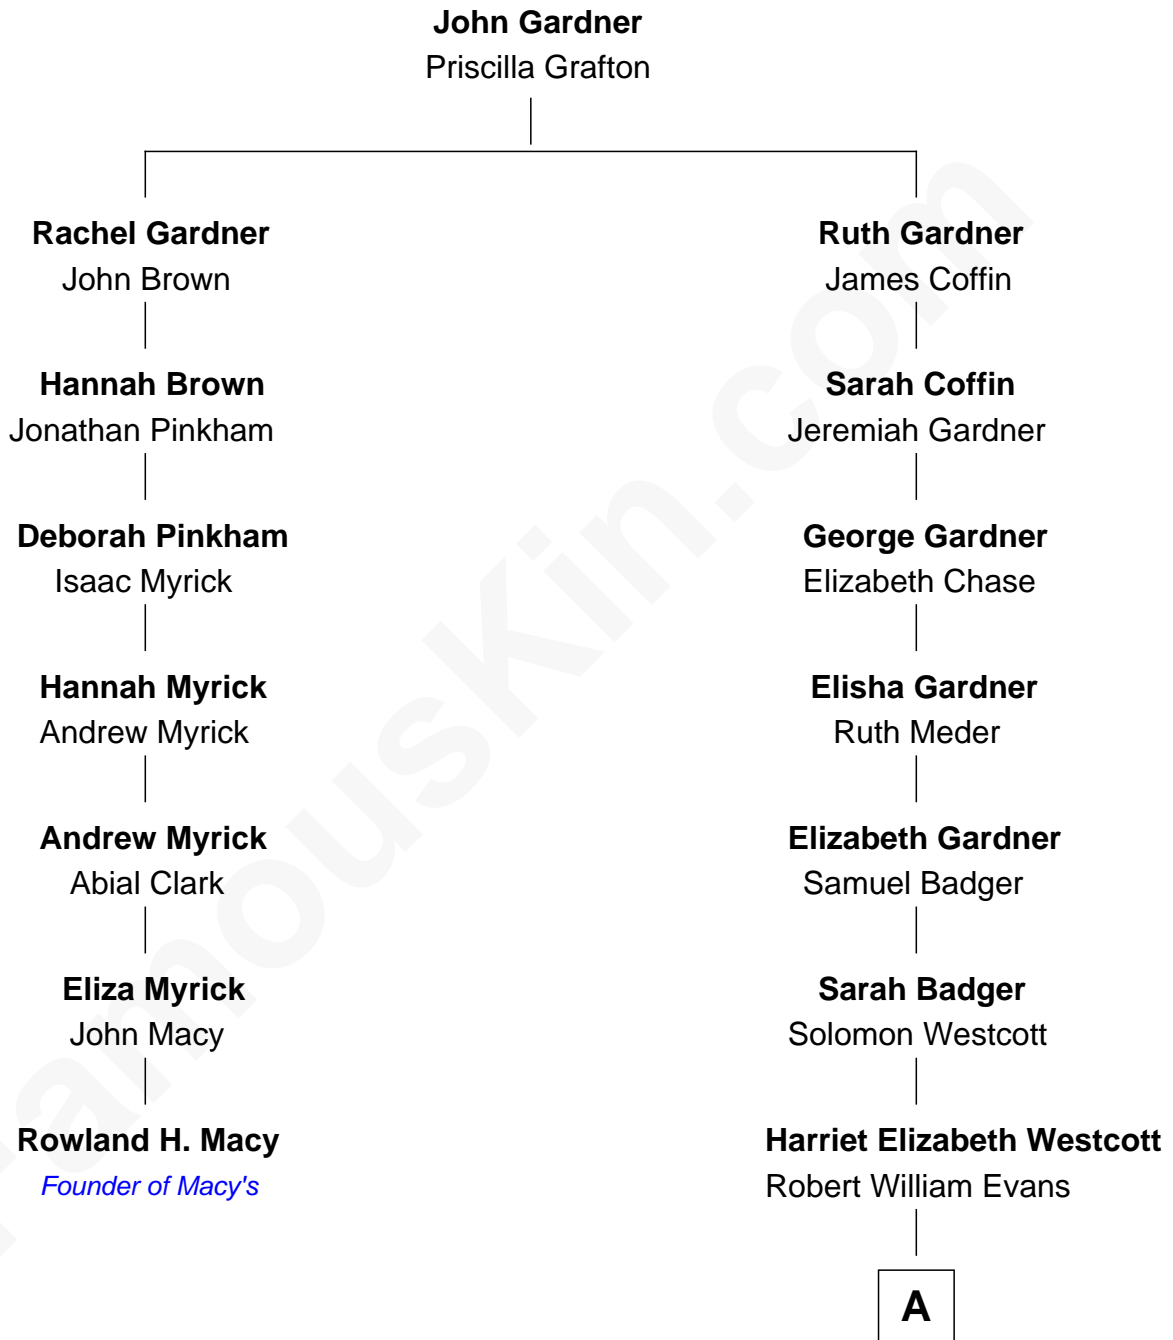 John Gardner
Priscilla Grafton
Rachel Gardner
John Brown
Ruth Gardner
James Coffin
Hannah Brown
Jonathan Pinkham
Sarah Coffin
Jeremiah Gardner
Deborah Pinkham
Isaac Myrick
George Gardner
Elizabeth Chase
Hannah Myrick
Andrew Myrick
Elisha Gardner
Ruth Meder
Andrew Myrick
Abial Clark
Elizabeth Gardner
Samuel Badger
Eliza Myrick
John Macy
Sarah Badger
Solomon Westcott
Rowland H. Macy
Founder of Macy's
Harriet Elizabeth Westcott
Robert William Evans
A
FamousKin.com